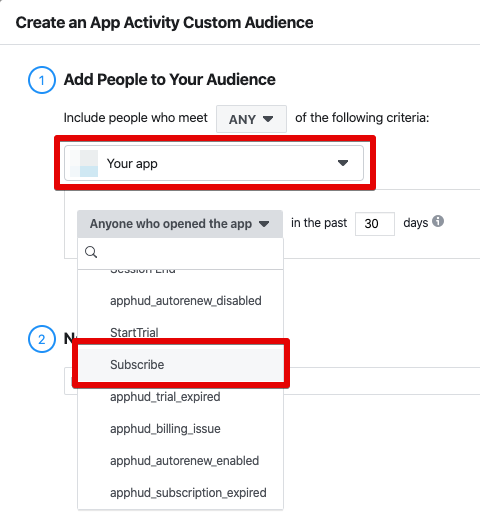 Create an App Activity Custom Audience
1 Add People to Your Audience
Include people who meet ANY of the following criteria:
Your app
Anyone who opened the app in the past 30 days
Session End
apphud_autorenew_disabled
StartTrial
2 N
Subscribe
apphud_trial_expired
apphud_billing_issue
apphud_autorenew_enabled
apphud_subscription_expired